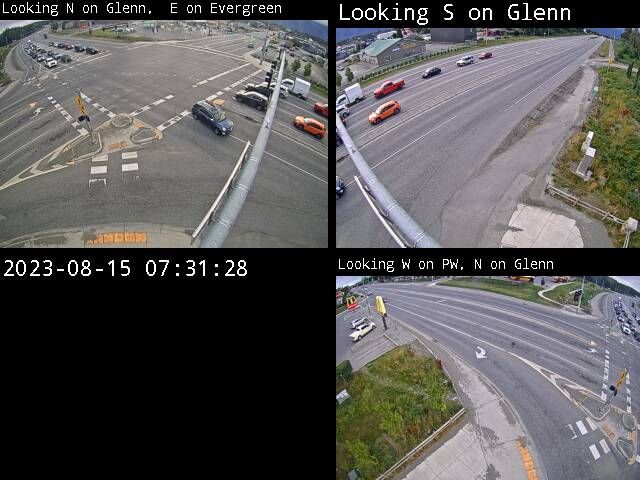 Looking N on Glenn, E on Evergreen
Looking S on Glenn
2023-08-15 07:31:28
Looking W on PW, N on Glenn